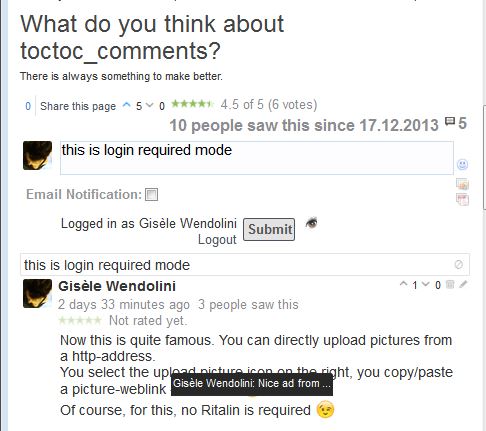 What do you think about
toctoc_comments?
There is always something to make better.
0 Share this page 5 0 4.5 of 5 (6 votes)
10 people saw this since 17.12.2013 5
this is login required mode
Email Notification:
Logged in as Gisèle Wendolini Submit
Logout
this is login required mode
Gisèle Wendolini 1 0
2 days 33 minutes ago 3 people saw this
Not rated yet.
Now this is quite famous. You can directly upload pictures from
a http-address.
You select the upload picture icon on the right, you copy/paste
a picture-weblink
Gisèle Wendolini: Nice ad from ...
Of course, for this, no Ritalin is required